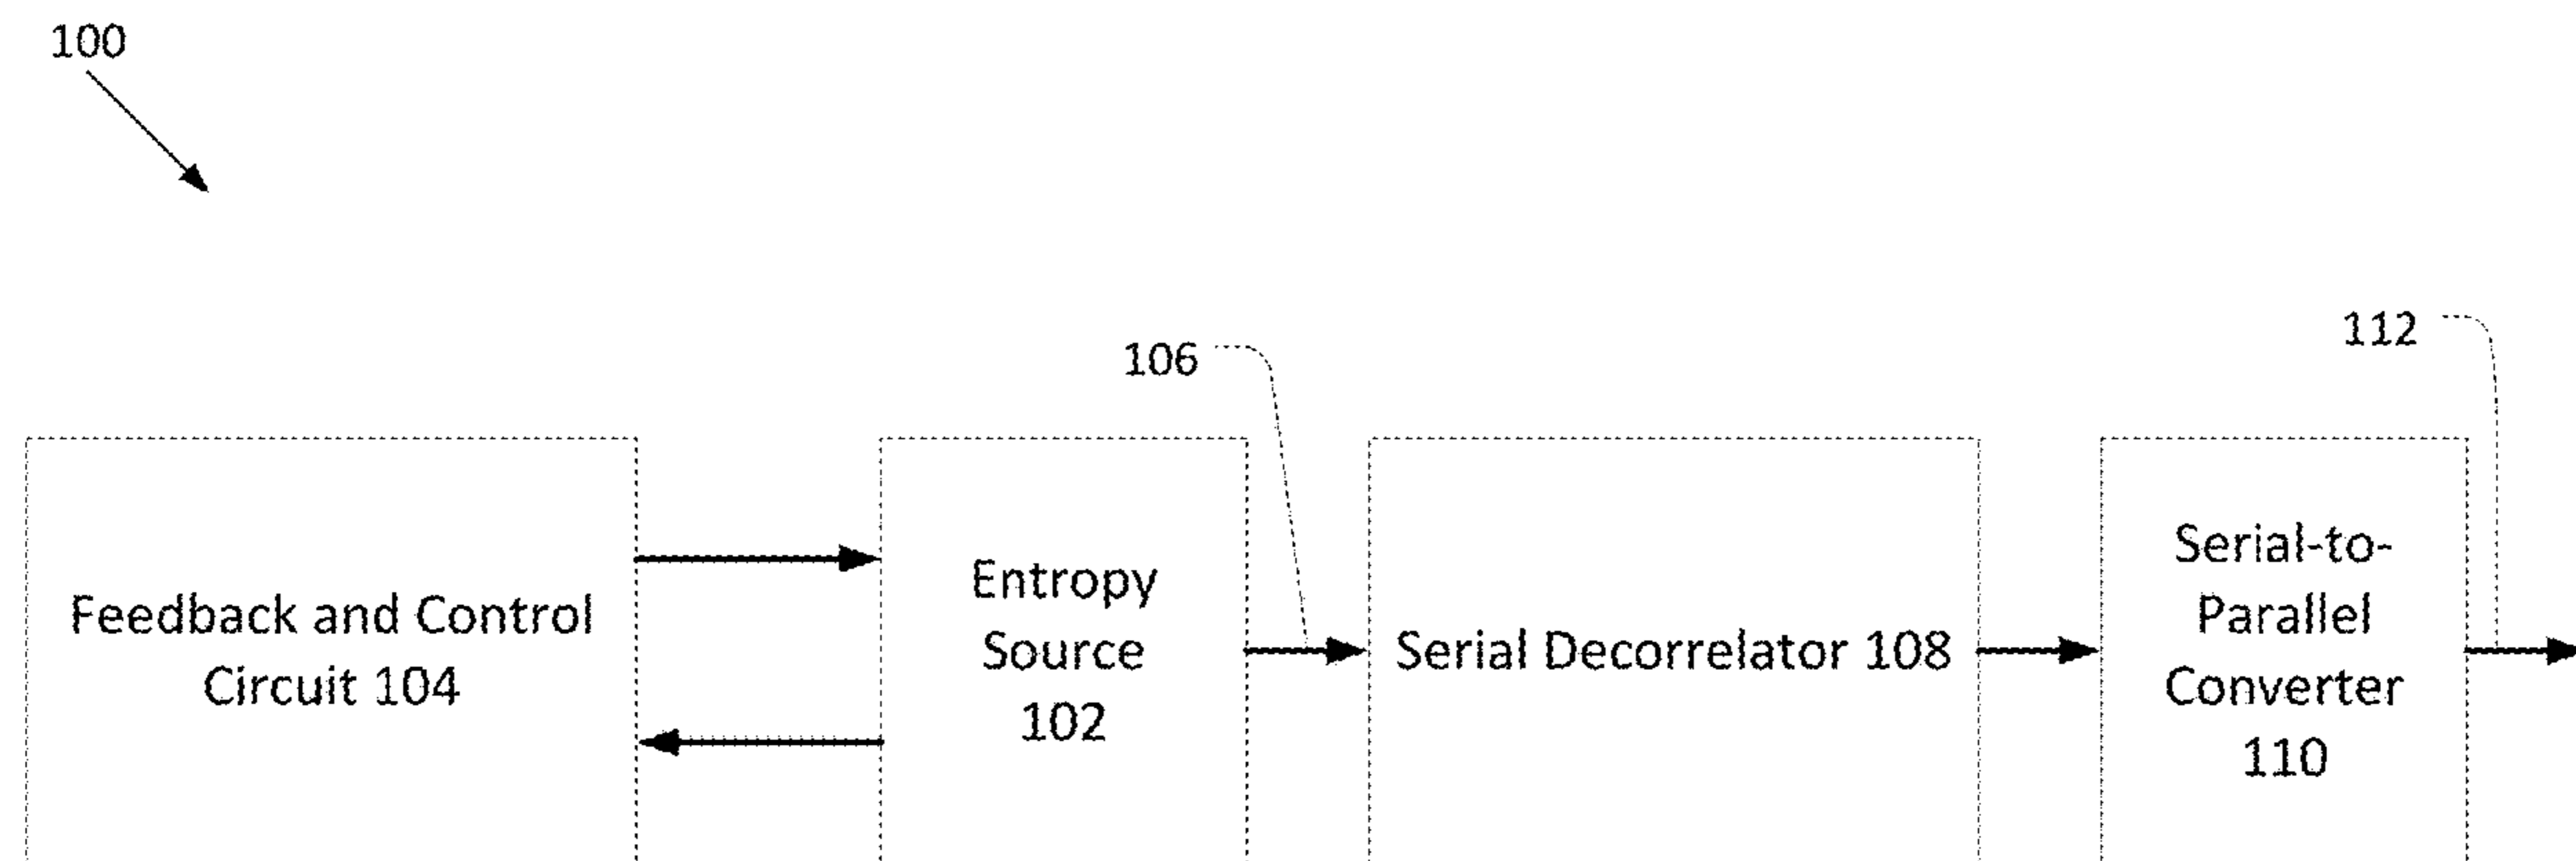 100
112
106
Feedback and Control
Circuit 104
Entropy
Source
102
Serial Decorrelator 108
Serial-to-
Parallel
Converter
110